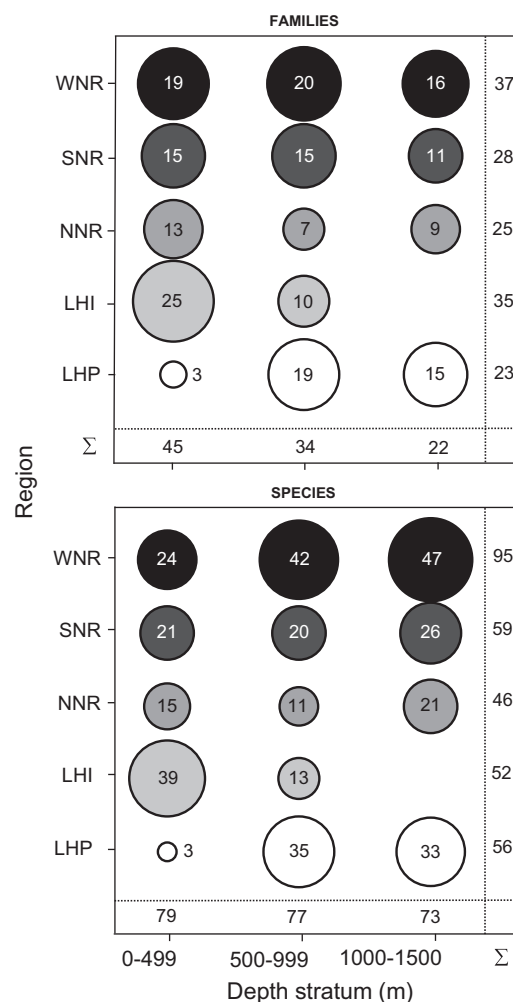 FAMILIES
WNR 19 20 16 37
SNR 15 15 11 28
NNR 13 7 9 25
LHI 25 10 35
LHP 3 19 15 23
Σ 45 34 22
Region
SPECIES
WNR 24 42 47 95
SNR 21 20 26 59
NNR 15 11 21 46
LHI 39 13 52
LHP 3 35 33 56
79 77 73
0-499 500-999 1000-1500 Σ
Depth stratum (m)